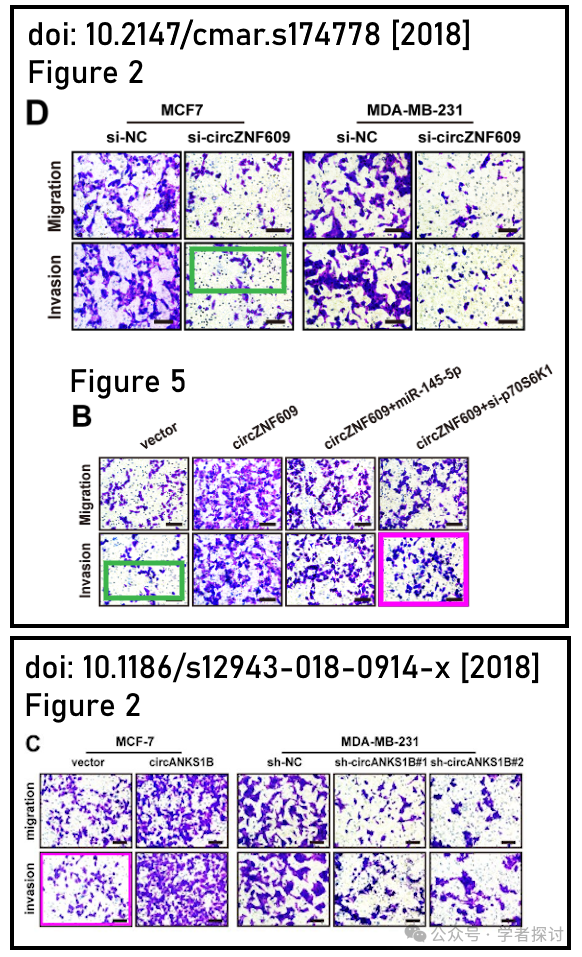 doi: 10.2147/cmar.s174778 [2018]
Figure 2
D
MCF7
MDA-MB-231
si-NC
si-circZNF609
si-NC
si-circZNF609
Migration
Invasion
Figure 5
B
vector
circZNF609
circZNF609+miR-145-5p
circZNF609+si-p70S6K1
Migration
Invasion
doi: 10.1186/s12943-018-0914-x [2018]
Figure 2
C
MCF-7
MDA-MB-231
vector
circANKS1B
sh-NC
sh-circANKS1B#1
sh-circANKS1B#2
migration
invasion
公众号 · 学者探讨